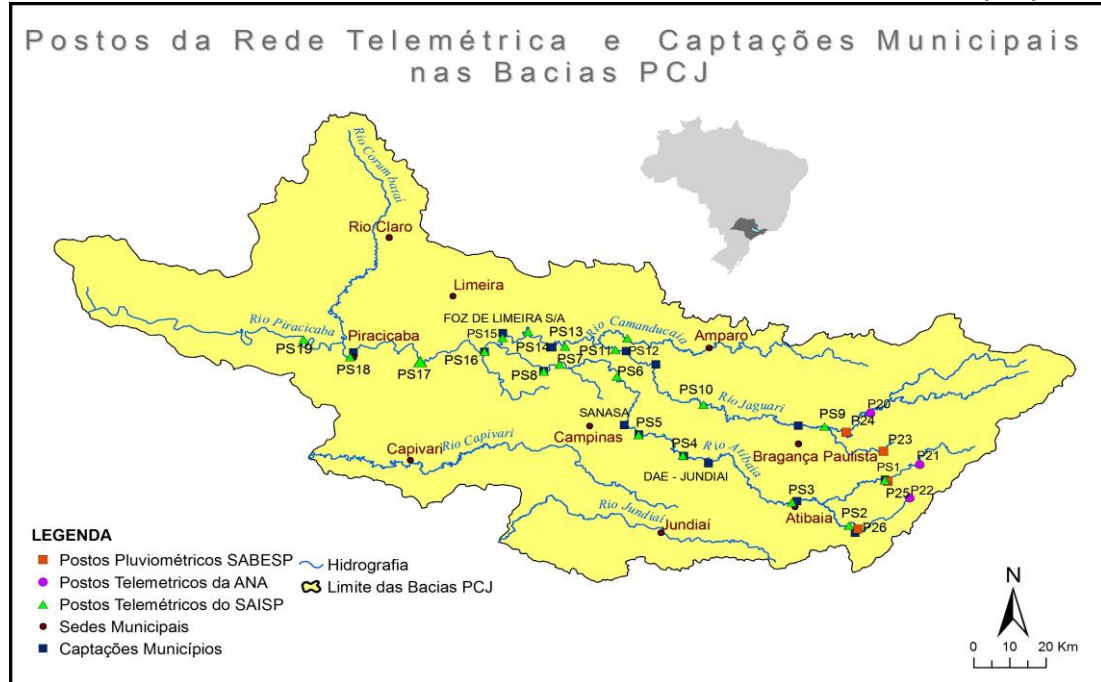 Postos da Rede Telemétrica e Captações Municipais
nas Bacias PCJ
Rio Corumbataí
Rio Claro
Limeira
FOZ DE LIMEIRA S/A
Rio Piracicaba
Piracicaba
PS19
PS18
PS17
PS16
PS15
PS14
PS13
Rio Camanducaia
Amparo
PS11
PS12
PS8
PS7
PS6
PS10
Rio Jaguari
PS9
P20
P24
SANASA
PS5
Campinas
Bragança Paulista
P23
P21
Rio Capivari
Capivari
PS4
Rio Atibaia
DAE - JUNDIAI
PS1
P25
P22
PS3
Atibaia
PS2
P26
Rio Jundiaí
Jundiaí
LEGENDA
Postos Pluviométricos SABESP
Postos Telemetricos da ANA
Postos Telemétricos do SAISP
Sedes Municipais
Captações Municípios
Hidrografia
Limite das Bacias PCJ
N
0 10 20 Km